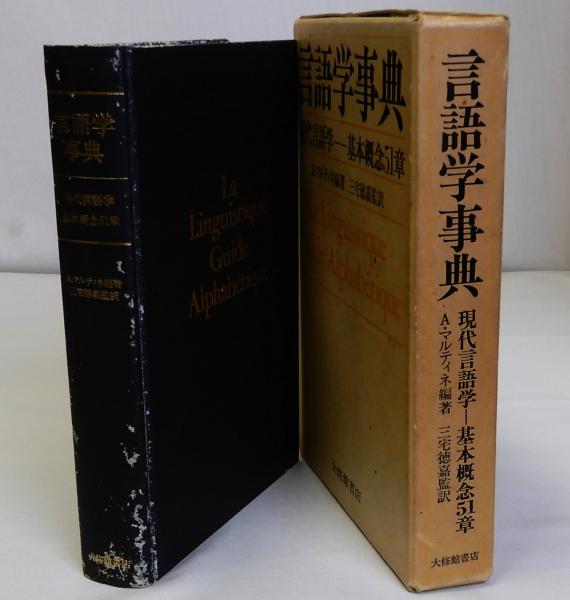 言語学
事典
現代言語学
基本概念51章
A.マルティネ編著
三宅徳嘉監訳
大修館書店
La
Linguistique
Guide
Alphabétique
言語学事典
現代言語学―基本概念51章
A.マルティネ編著 三宅徳嘉監訳
La Linguistique
Guide Alphabétique
大修館書店
言語学事典
現代言語学―基本概念51章
A・マルティネ編著 三宅徳嘉監訳
大修館書店